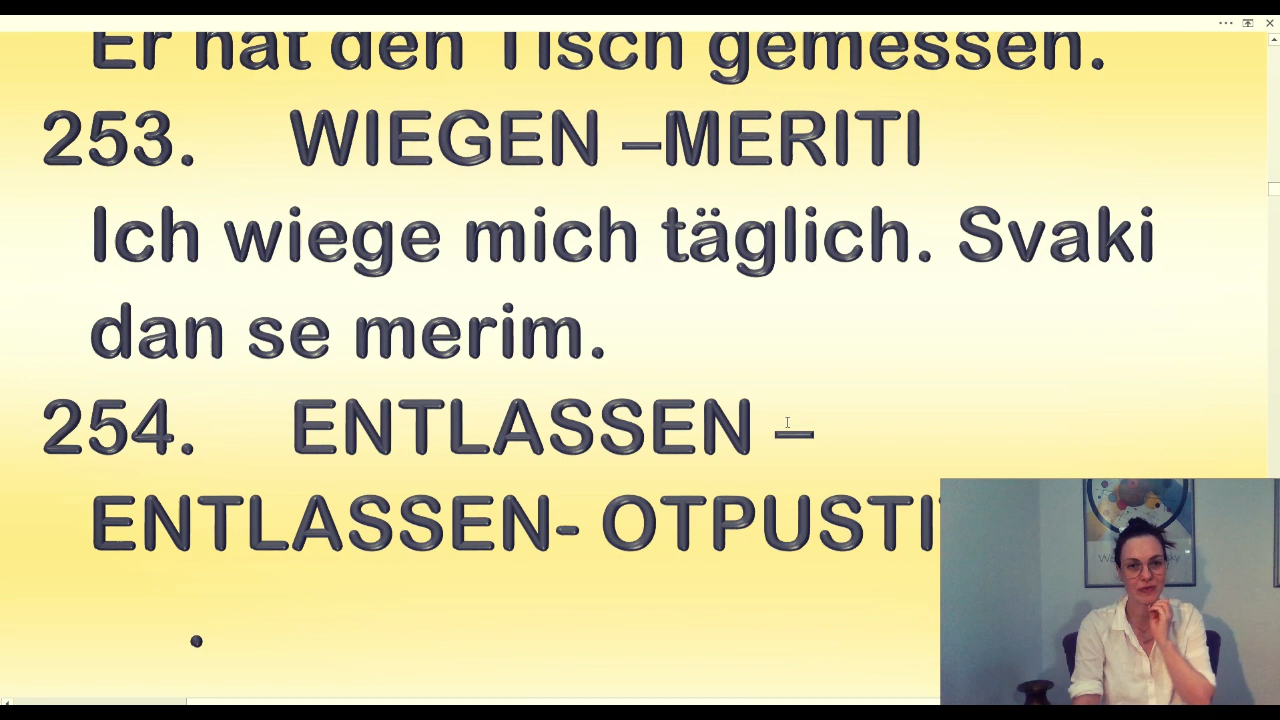 Er hat den Tisch gemessen.
253. WIEGEN –MERITI
Ich wiege mich täglich. Svaki
dan se merim.
254. ENTLASSEN –
ENTLASSEN- OTPUSTI
.